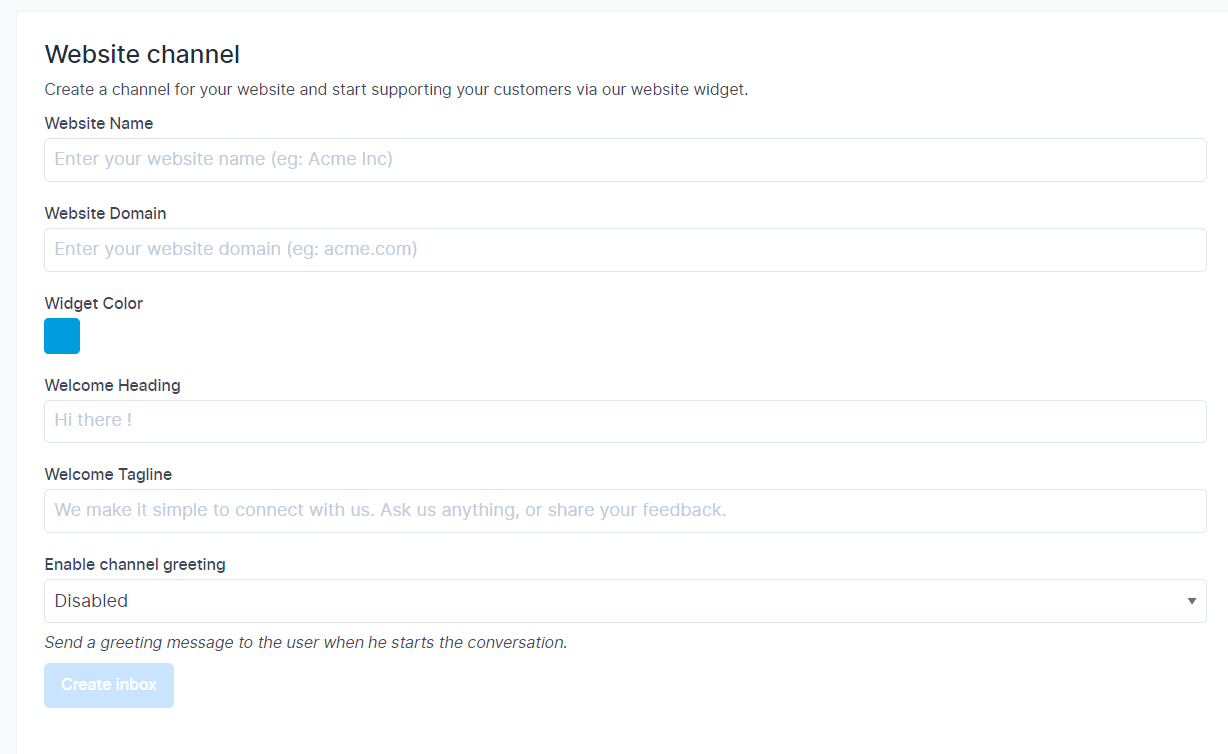 Website channel
Create a channel for your website and start supporting your customers via our website widget.
Website Name
Enter your website name (eg: Acme Inc)
Website Domain
Enter your website domain (eg: acme.com)
Widget Color
Welcome Heading
Hi there !
Welcome Tagline
We make it simple to connect with us. Ask us anything, or share your feedback.
Enable channel greeting
Disabled
Send a greeting message to the user when he starts the conversation.
Create inbox